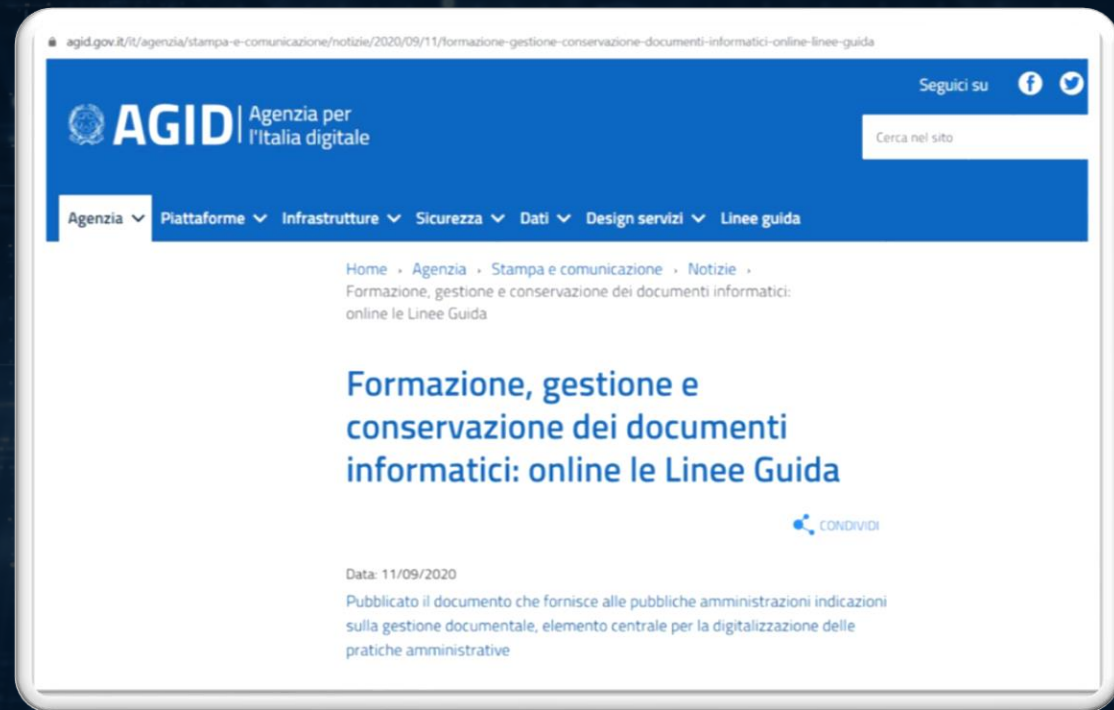 agid.gov.it/it/agenzia/stampa-e-comunicazione/notizie/2020/09/11/formazione-gestione-conservazione-documenti-informatici-online-linee-guida
Seguici su
AGID Agenzia per
l'Italia digitale
Cerca nel sito
Agenzia Piattaforme Infrastrutture Sicurezza Dati Design servizi Linee guida
Home › Agenzia › Stampa e comunicazione › Notizie ›
Formazione, gestione e conservazione dei documenti informatici:
online le Linee Guida
Formazione, gestione e
conservazione dei documenti
informatici: online le Linee Guida
CONDIVIDI
Data: 11/09/2020
Pubblicato il documento che fornisce alle pubbliche amministrazioni indicazioni
sulla gestione documentale, elemento centrale per la digitalizzazione delle
pratiche amministrative